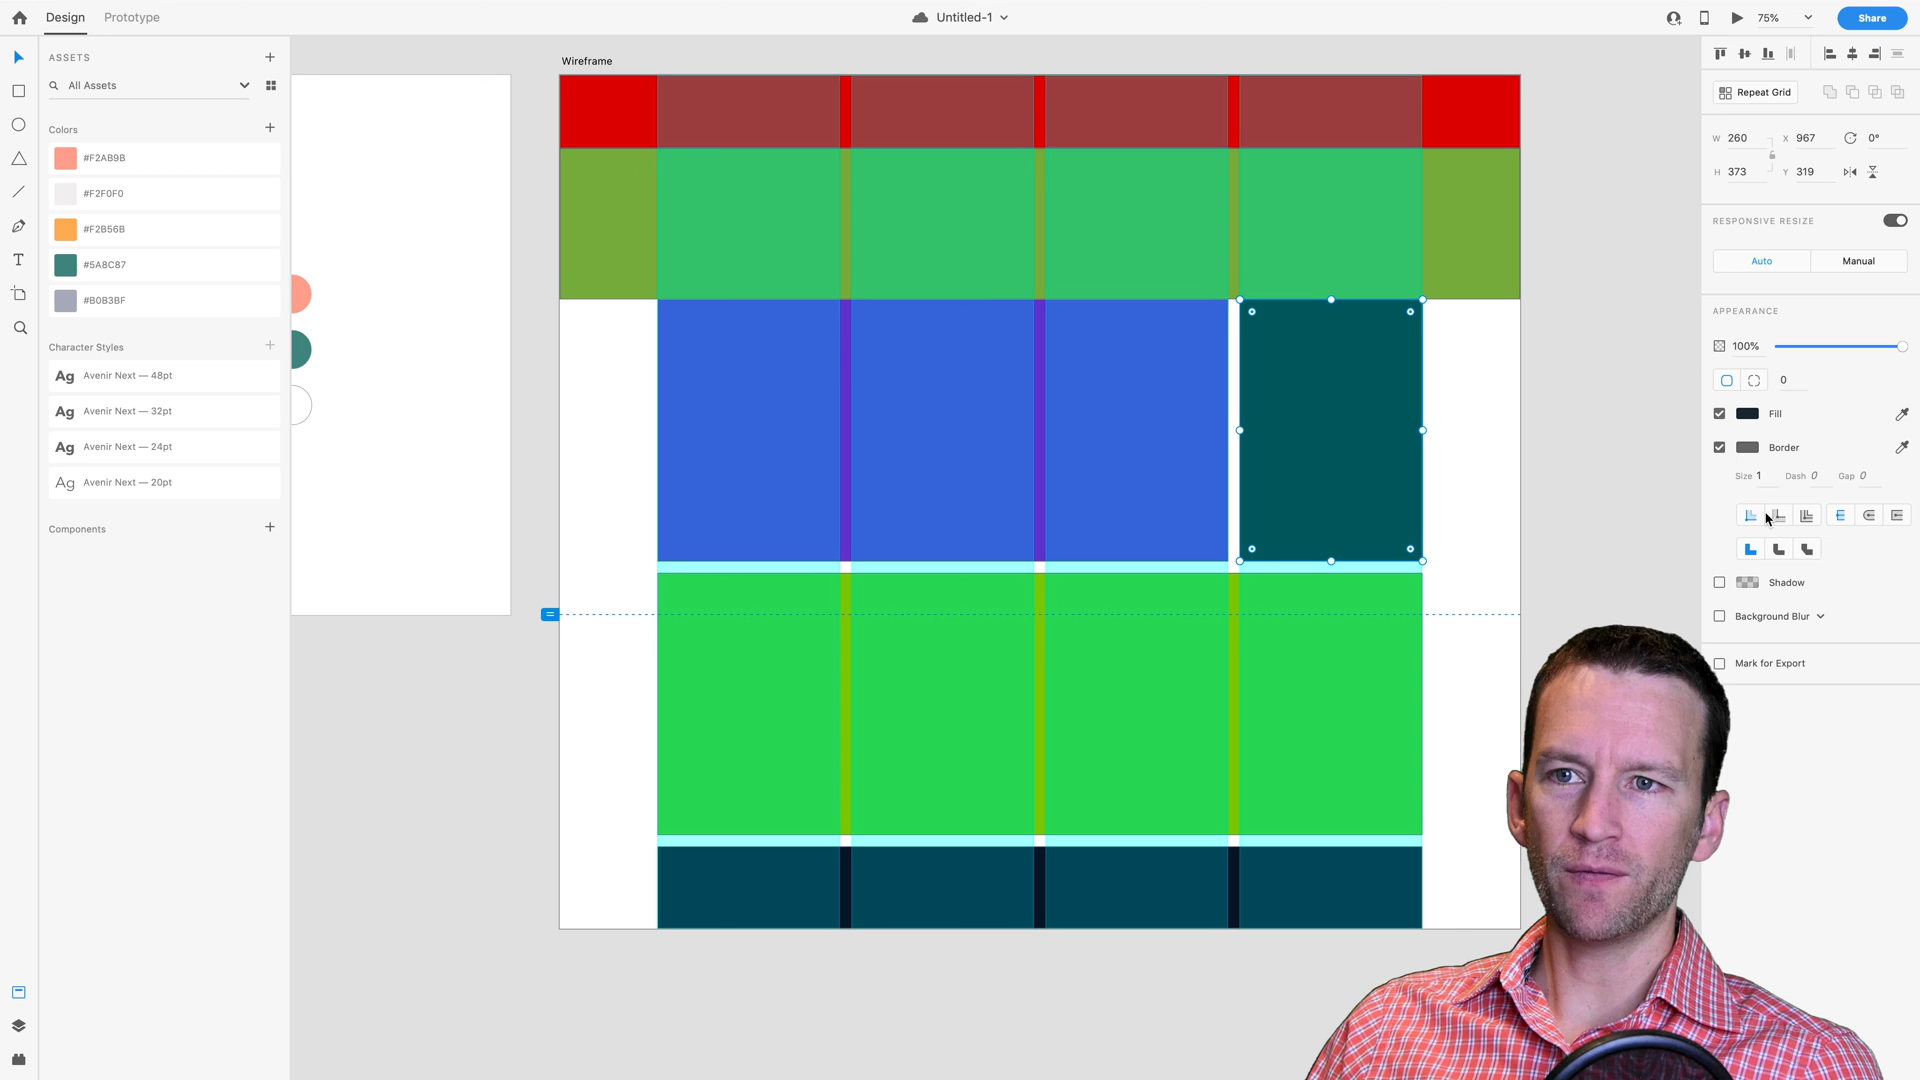 Design Prototype Untitled-1 75% Share
ASSETS
All Assets
Colors
#F2AB9B
#F2F0F0
#F2B56B
#5A8C87
#B0B3BF
Character Styles
Ag Avenir Next — 48pt
Ag Avenir Next — 32pt
Ag Avenir Next — 24pt
Ag Avenir Next — 20pt
Components
Wireframe
Repeat Grid
W 260 X 967 0°
H 373 Y 319
RESPONSIVE RESIZE
Auto Manual
APPEARANCE
100%
0
Fill
Border
Size 1 Dash 0 Gap 0
Shadow
Background Blur
Mark for Export